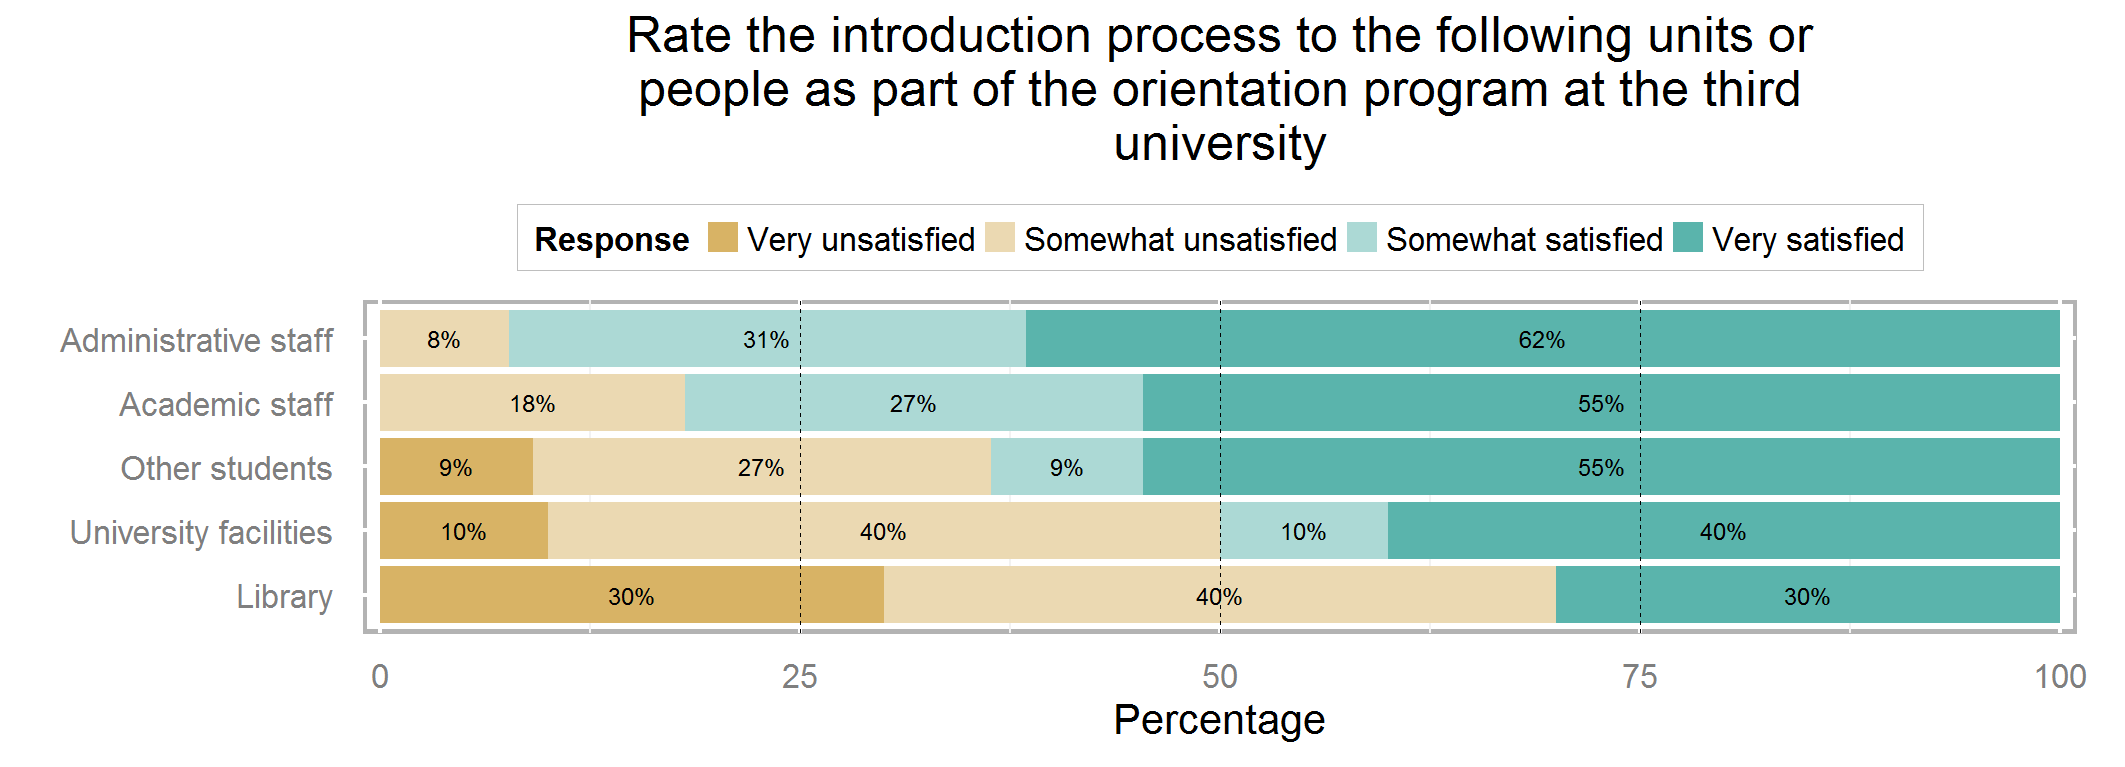 Rate the introduction process to the following units or
people as part of the orientation program at the third
university
Response Very unsatisfied Somewhat unsatisfied Somewhat satisfied Very satisfied
Administrative staff 8% 31% 62%
Academic staff 18% 27% 55%
Other students 9% 27% 9% 55%
University facilities 10% 40% 10% 40%
Library 30% 40% 30%
0 25 50 75 100
Percentage